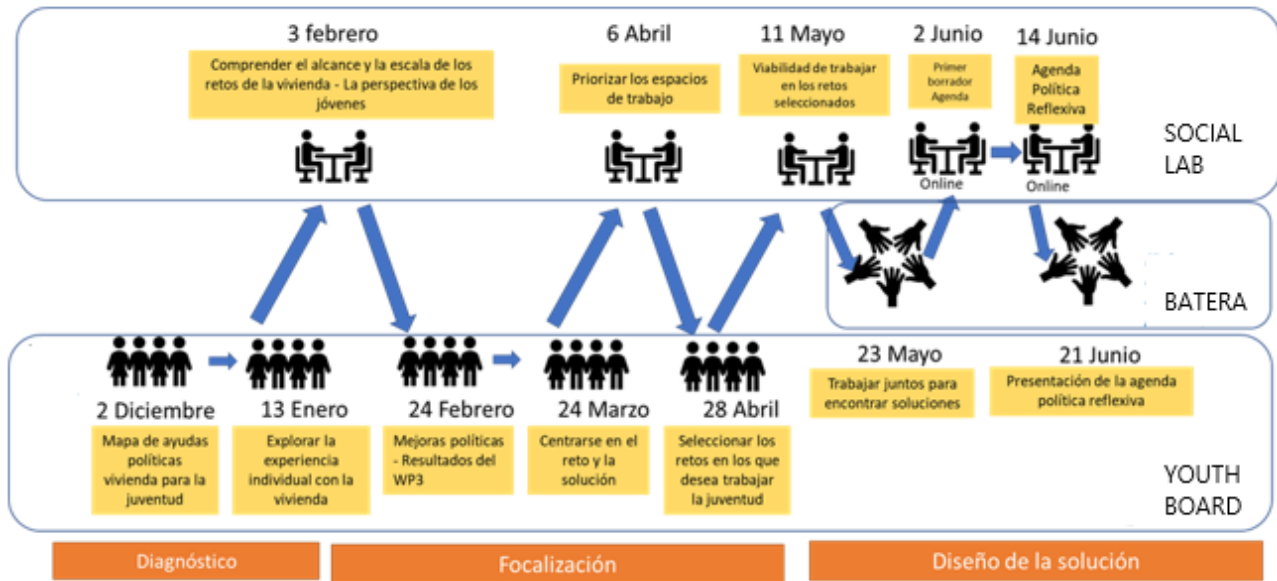 3 febrero
Comprender el alcance y la escala de los
retos de la vivienda - La perspectiva de los
jóvenes
6 Abril
Priorizar los espacios
de trabajo
11 Mayo
Viabilidad de trabajar
en los retos
seleccionados
2 Junio
Primer
borrador
Agenda
Online
14 Junio
Agenda
Política
Reflexiva
Online
SOCIAL
LAB
BATERA
2 Diciembre
Mapa de ayudas
políticas
vivienda para la
juventud
13 Enero
Explorar la
experiencia
individual con la
vivienda
24 Febrero
Mejoras políticas
- Resultados del
WP3
24 Marzo
Centrarse en el
reto y la
solución
28 Abril
Seleccionar los
retos en los que
desea trabajar
la juventud
23 Mayo
Trabajar juntos para
encontrar soluciones
21 Junio
Presentación de la agenda
política reflexiva
YOUTH
BOARD
Diagnóstico
Focalización
Diseño de la solución